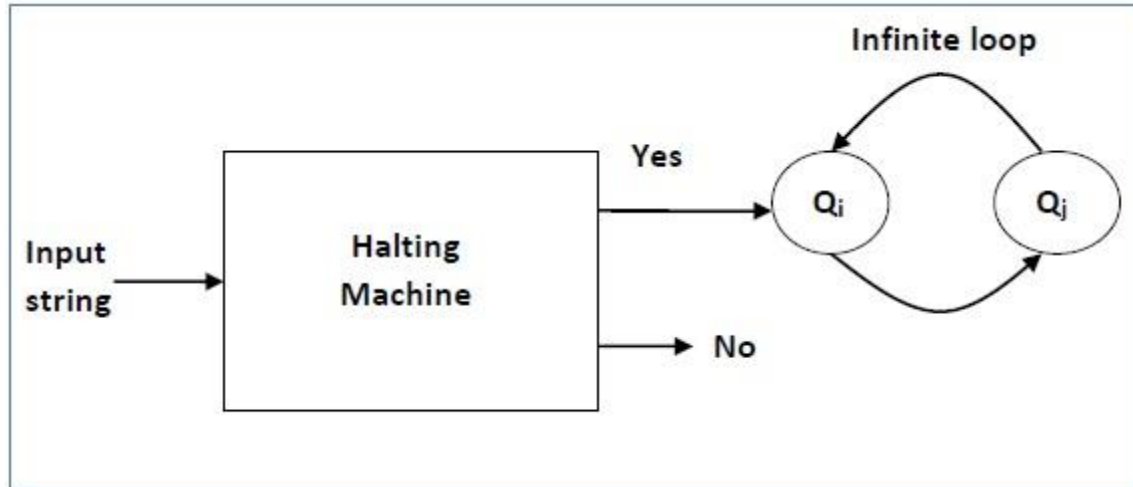 Infinite loop
Yes
Qi
Qj
Halting
Machine
Input
string
No